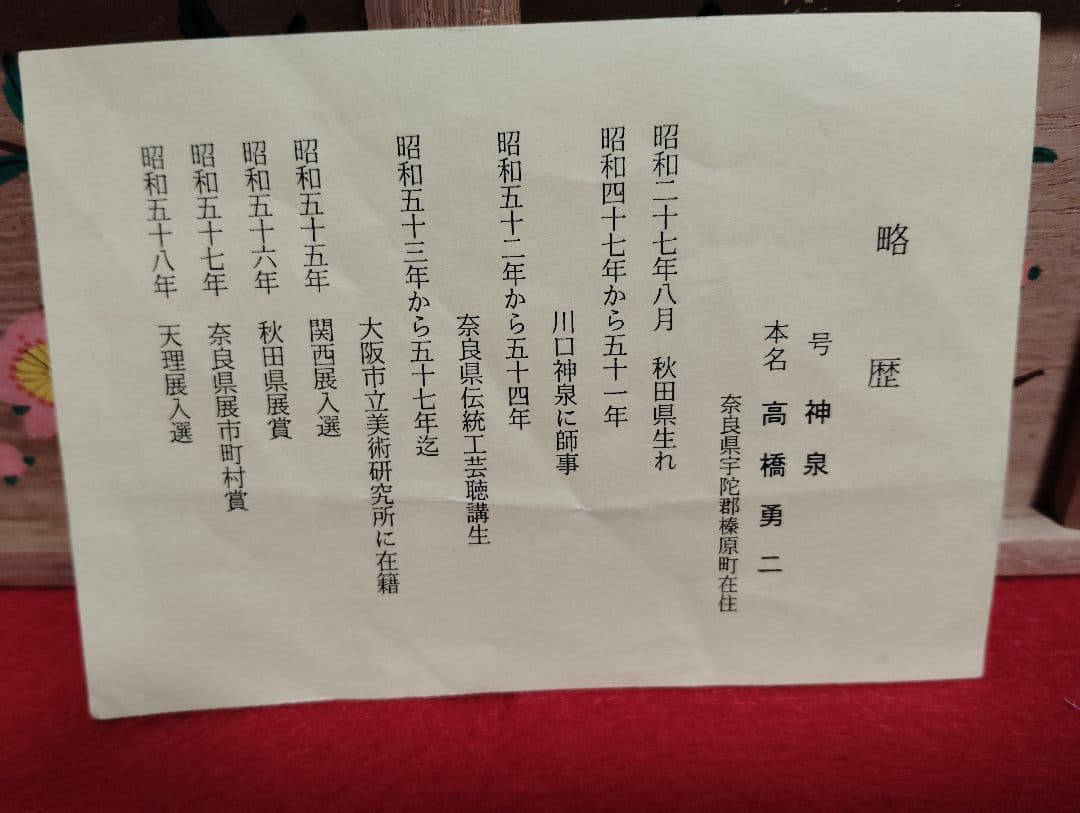 略歴
号 神泉
本名 高橋勇二
奈良県宇陀郡榛原町在住
昭和二十七年八月 秋田県生れ
昭和四十七年から五十一年
川口神泉に師事
昭和五十二年から五十四年
奈良県伝統工芸聴講生
昭和五十三年から五十七年迄
大阪市立美術研究所に在籍
昭和五十五年 関西展入選
昭和五十六年 秋田県展賞
昭和五十七年 奈良県展市町村賞
昭和五十八年 天理展入選